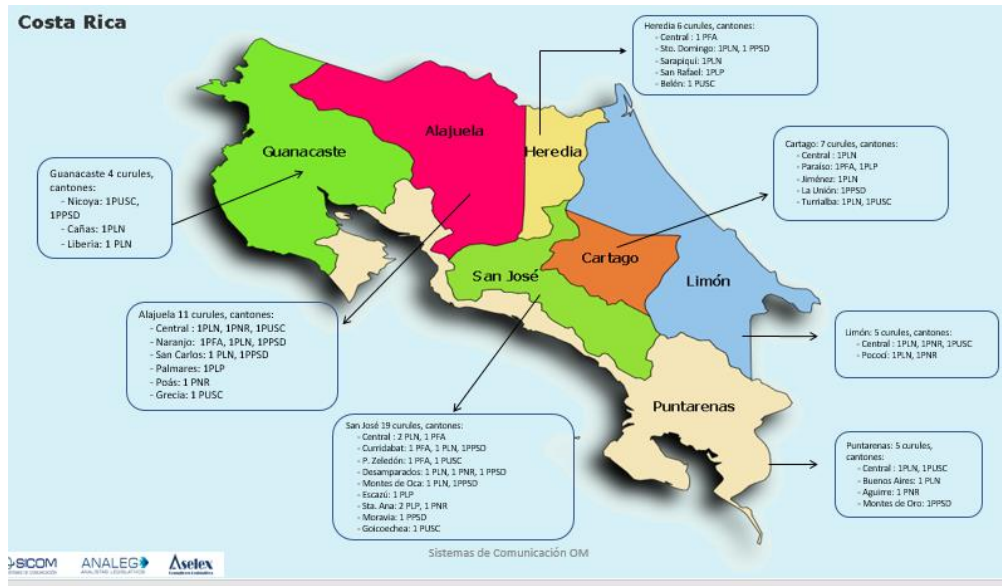 Costa Rica
Heredia 6 curules, cantones:
- Central : 1 PFA
- Sto. Domingo: 1PLN, 1 PPSD
- Sarapiquí: 1PLN
- San Rafael: 1PLP
- Belén: 1 PUSC
Alajuela
Guanacaste
Heredia
Cartago: 7 curules, cantones:
- Central : 1PLN
- Paraíso: 1PFA, 1PLP
- Jiménez: 1PLN
- La Unión: 1PPSD
- Turrialba: 1PLN, 1PUSC
Guanacaste 4 curules,
cantones:
- Nicoya: 1PUSC,
1PPSD
- Cañas: 1PLN
- Liberia: 1 PLN
San José
Cartago
Limón
Alajuela 11 curules, cantones:
- Central : 1PLN, 1PNR, 1PUSC
- Naranjo: 1PFA, 1PLN, 1PPSD
- San Carlos: 1 PLN, 1PPSD
- Palmares: 1PLP
- Poás: 1 PNR
- Grecia: 1 PUSC
Limón: 5 curules, cantones:
- Central : 1PLN, 1PNR, 1PUSC
- Pococí: 1PLN, 1PNR
Puntarenas
San José 19 curules, cantones:
- Central : 2 PLN, 1 PFA
- Curridabat: 1 PFA, 1 PLN, 1PPSD
- P. Zeledón: 1 PFA, 1 PUSC
- Desamparados: 1 PLN, 1 PNR, 1 PPSD
- Montes de Oca: 1 PLN, 1PPSD
- Escazú: 1 PLP
- Sta. Ana: 2 PLP, 1 PNR
- Moravia: 1 PPSD
- Goicoechea: 1 PUSC
Puntarenas: 5 curules,
cantones:
- Central : 1PLN, 1PUSC
- Buenos Aires: 1 PLN
- Aguirre: 1 PNR
- Montes de Oro: 1PPSD
Sistemas de Comunicación OM
SICOM
ANALEG
ANALISTAS LEGISLATIVOS
Aselex